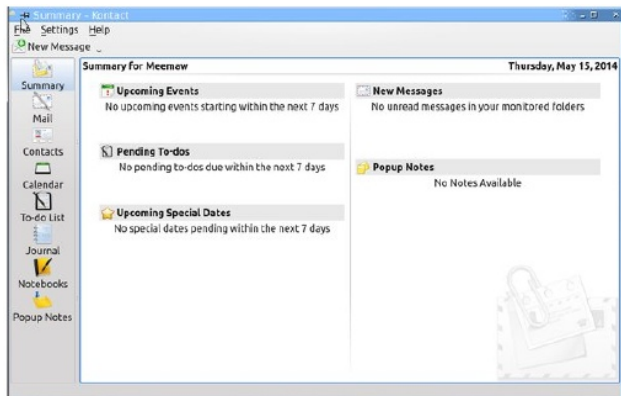 Summary - Kontact
File Settings Help
New Message
Summary for Meemaw
Thursday, May 15, 2014
Summary
Mail
Contacts
Calendar
To-do List
Journal
Notebooks
Popup Notes
Upcoming Events
No upcoming events starting within the next 7 days
Pending To-dos
No pending to-dos due within the next 7 days
Upcoming Special Dates
No special dates pending within the next 7 days
New Messages
No unread messages in your monitored folders
Popup Notes
No Notes Available